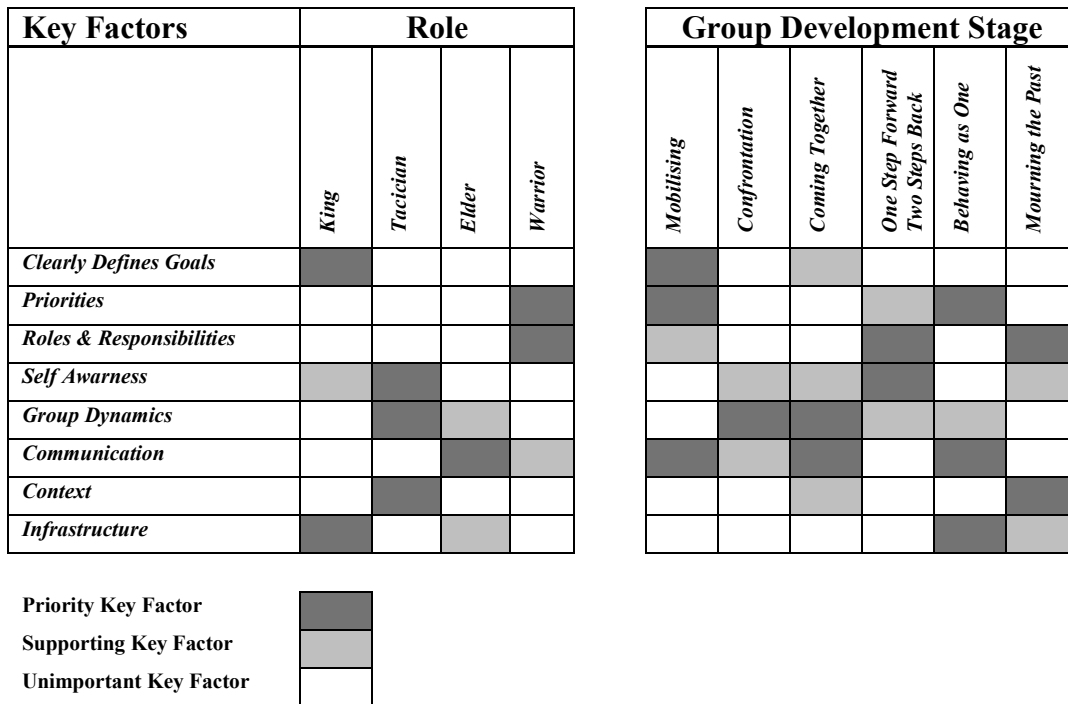 Key Factors
Role
Group Development Stage
King
Tacician
Elder
Warrior
Mobilising
Confrontation
Coming Together
One Step Forward
Two Steps Back
Behaving as One
Mourning the Past
Clearly Defines Goals
Priorities
Roles & Responsibilities
Self Awarness
Group Dynamics
Communication
Context
Infrastructure
Priority Key Factor
Supporting Key Factor
Unimportant Key Factor